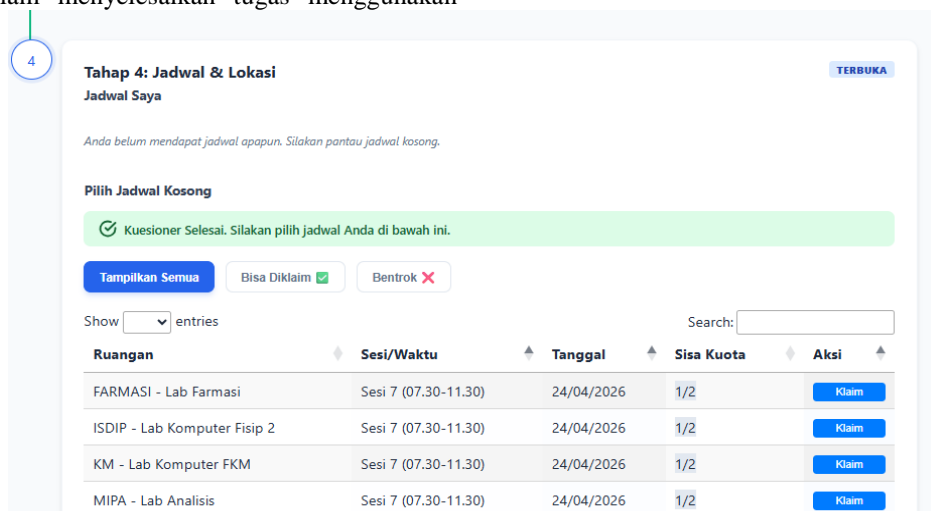 menyelesaikan tugas menggunakan
4
Tahap 4: Jadwal & Lokasi
TERBUKA
Jadwal Saya
Anda belum mendapat jadwal apapun. Silakan pantau jadwal kosong.
Pilih Jadwal Kosong
Kuesioner Selesai. Silakan pilih jadwal Anda di bawah ini.
Tampilkan Semua Bisa Diklaim ✅ Bentrok ❌
Show entries Search:
Ruangan Sesi/Waktu Tanggal Sisa Kuota Aksi
FARMASI - Lab Farmasi Sesi 7 (07.30-11.30) 24/04/2026 1/2 Klaim
ISDIP - Lab Komputer Fisip 2 Sesi 7 (07.30-11.30) 24/04/2026 1/2 Klaim
KM - Lab Komputer FKM Sesi 7 (07.30-11.30) 24/04/2026 1/2 Klaim
MIPA - Lab Analisis Sesi 7 (07.30-11.30) 24/04/2026 1/2 Klaim